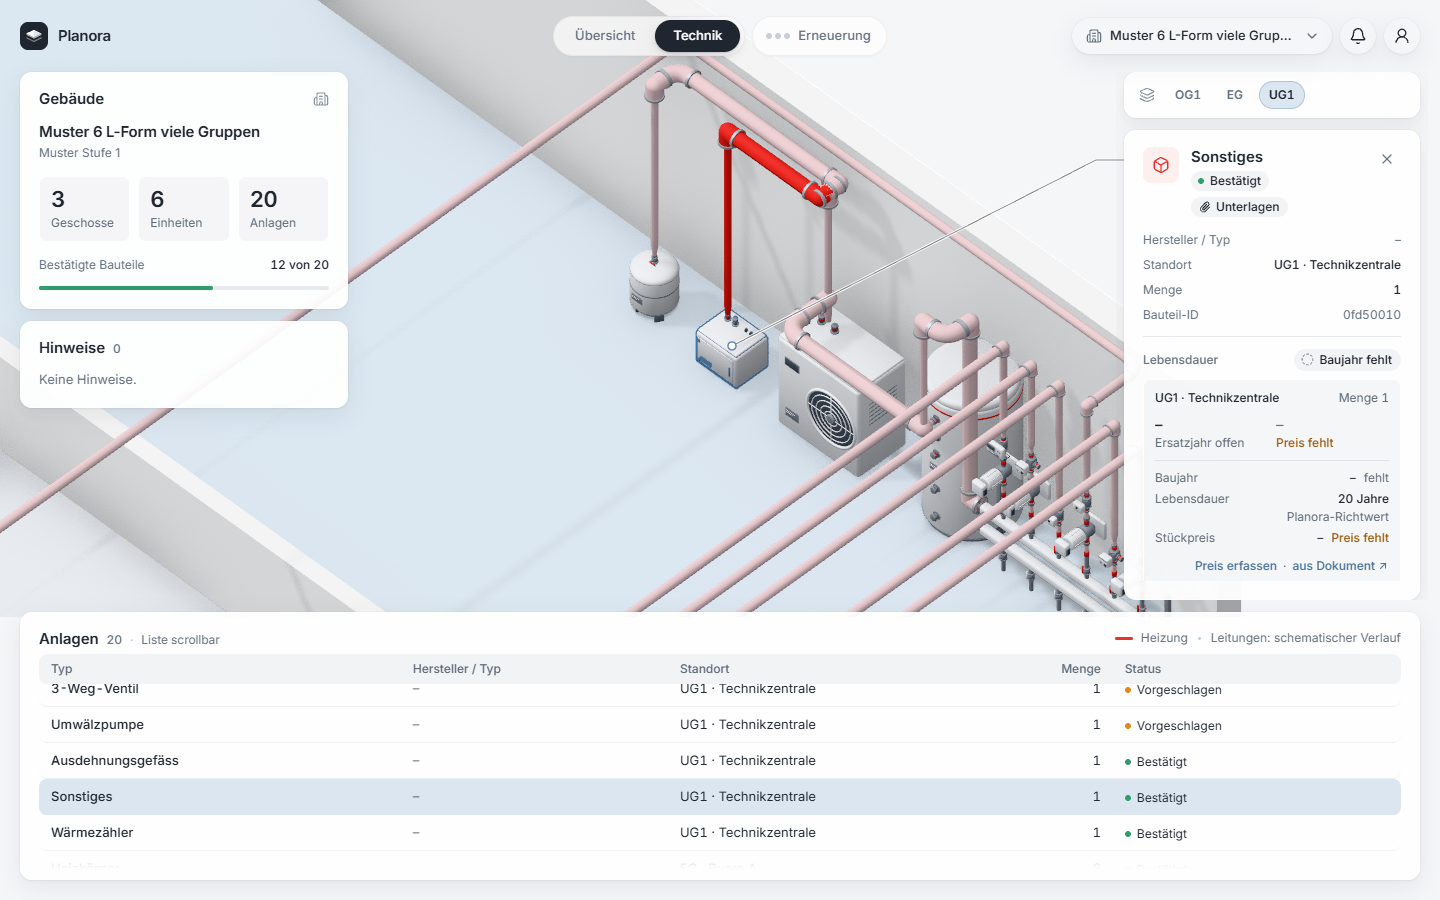 Planora
Übersicht
Technik
Erneuerung
Muster 6 L-Form viele Grup...
Gebäude
Muster 6 L-Form viele Gruppen
Muster Stufe 1
3
Geschosse
6
Einheiten
20
Anlagen
Bestätigte Bauteile
12 von 20
Hinweise 0
Keine Hinweise.
OG1
EG
UG1
Sonstiges
Bestätigt
Unterlagen
Hersteller / Typ –
Standort UG1 · Technikzentrale
Menge 1
Bauteil-ID 0fd50010
Lebensdauer Baujahr fehlt
UG1 · Technikzentrale Menge 1
– –
Ersatzjahr offen Preis fehlt
Baujahr – fehlt
Lebensdauer 20 Jahre
Planora-Richtwert
Stückpreis – Preis fehlt
Preis erfassen · aus Dokument ↗
Anlagen 20 · Liste scrollbar
Heizung • Leitungen: schematischer Verlauf
Typ Hersteller / Typ Standort Menge Status
3-Weg-Ventil – UG1 · Technikzentrale 1 Vorgeschlagen
Umwälzpumpe – UG1 · Technikzentrale 1 Vorgeschlagen
Ausdehnungsgefäss – UG1 · Technikzentrale 1 Bestätigt
Sonstiges – UG1 · Technikzentrale 1 Bestätigt
Wärmezähler – UG1 · Technikzentrale 1 Bestätigt